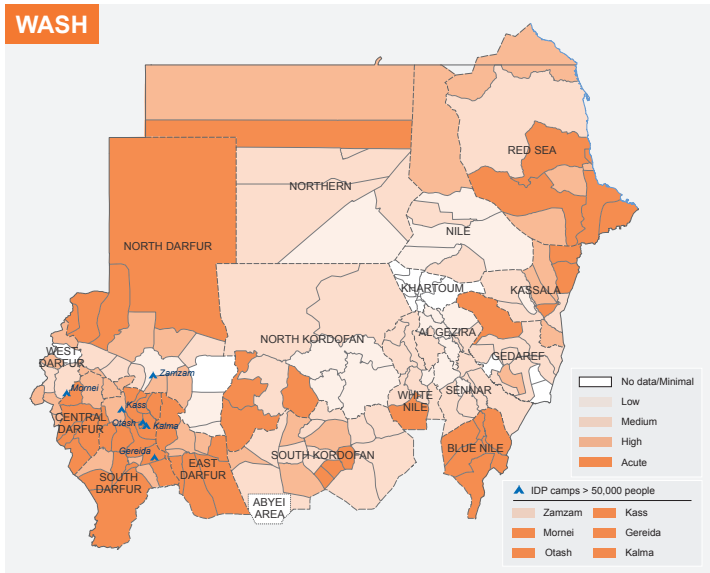 WASH
RED SEA
NORTHERN
NILE
NORTH DARFUR
KHARTOUM
KASSALA
AL GEZIRA
NORTH KORDOFAN
WEST
DARFUR
GEDAREF
Zamzam
Mornei
Kass
WHITE
NILE
SENNAR
CENTRAL
DARFUR
Otash
Kalma
Gereida
SOUTH KORDOFAN
BLUE NILE
EAST
DARFUR
SOUTH
DARFUR
ABYEI
AREA
No data/Minimal
Low
Medium
High
Acute
IDP camps > 50,000 people
Zamzam Kass
Mornei Gereida
Otash Kalma